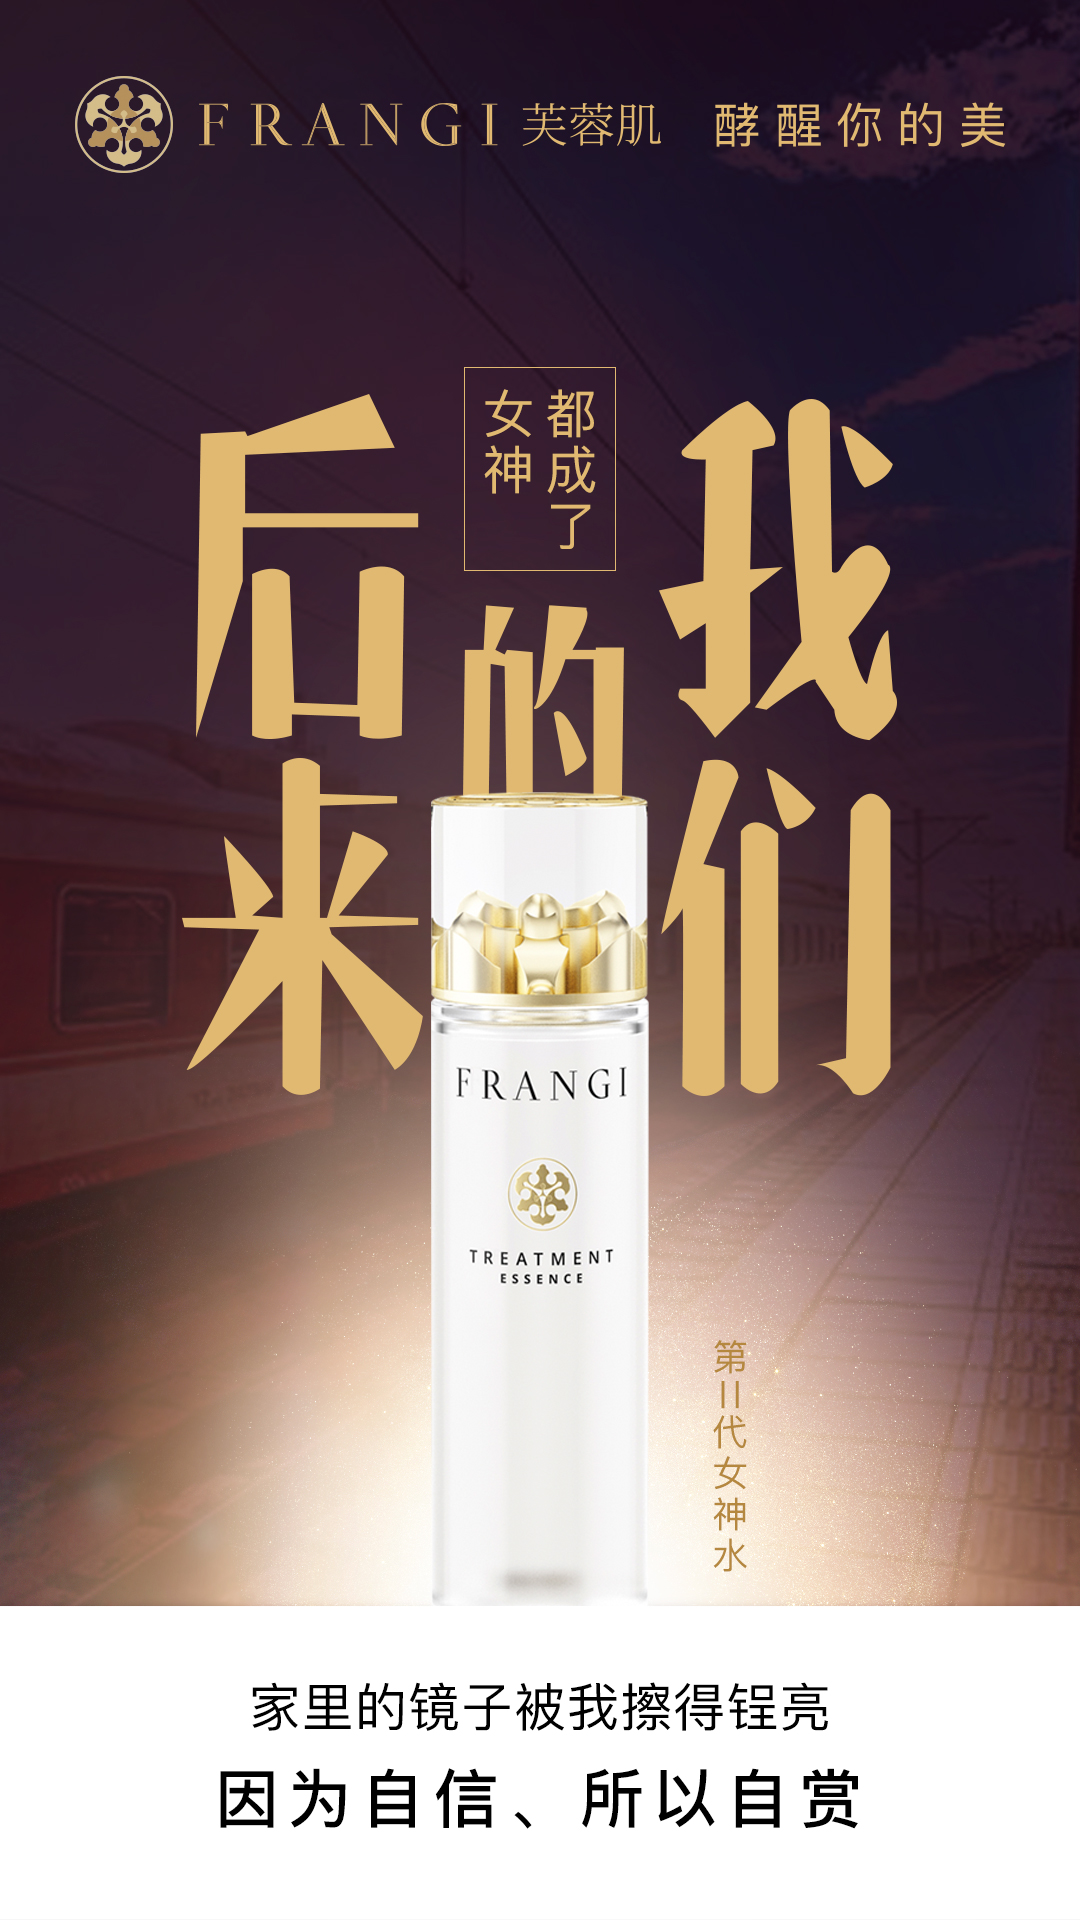 FRANGI 芙蓉肌 酵醒你的美
我们
的
后来
都成了
女神
FRANGI
TREATMENT
ESSENCE
第II代女神水
家里的镜子被我擦得锃亮
因为自信、所以自赏